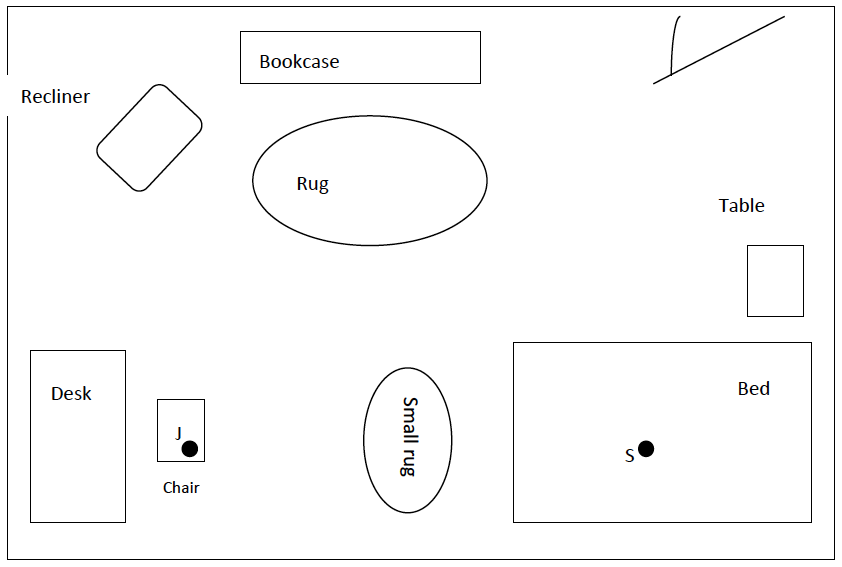 Bookcase
Recliner
Rug
Table
Desk
Bed
Small rug
J
S
Chair